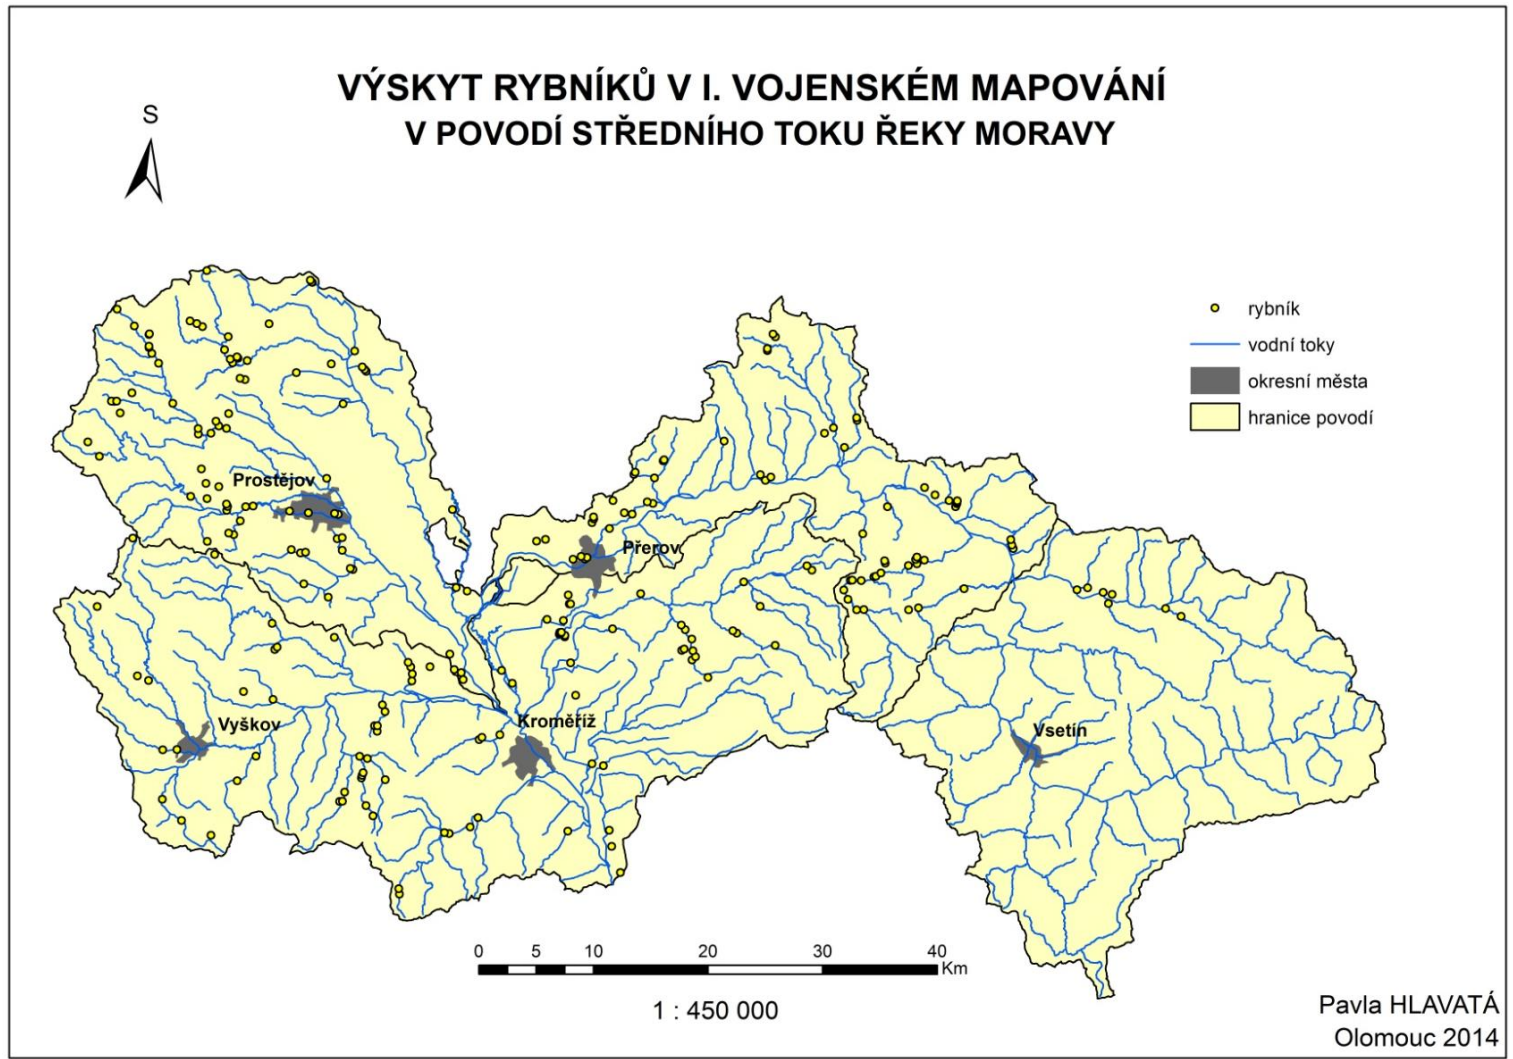 VÝSKYT RYBNÍKŮ V I. VOJENSKÉM MAPOVÁNÍ
V POVODÍ STŘEDNÍHO TOKU ŘEKY MORAVY
S
rybník
vodní toky
okresní města
hranice povodí
Prostějov
Přerov
Vyškov
Kroměříž
Vsetín
0 5 10 20 30 40
Km
1 : 450 000
Pavla HLAVATÁ
Olomouc 2014